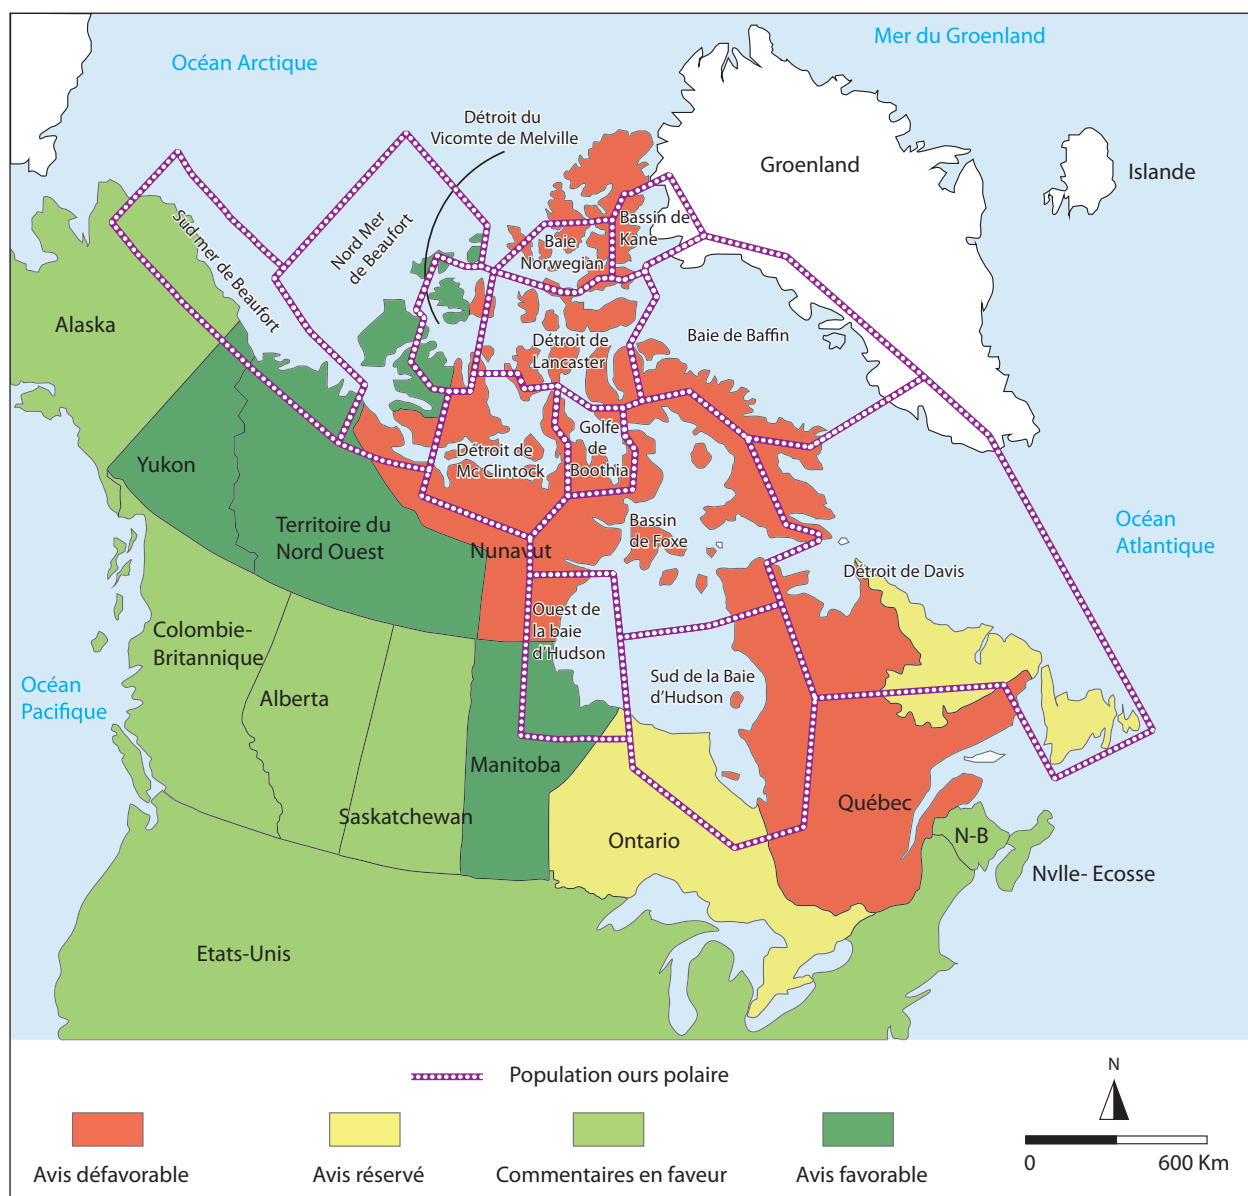 Océan Arctique
Mer du Groenland
Détroit du
Vicomte de Melville
Groenland
Islande
Sud mer de Beaufort
Nord Mer
de Beaufort
Baie
Norwegian
Bassin de
Kane
Alaska
Détroit de
Lancaster
Baie de Baffin
Yukon
Détroit de
Mc Clintock
Golfe
de
Boothia
Territoire du
Nord Ouest
Nunavut
Bassin
de Foxe
Océan
Atlantique
Détroit de Davis
Ouest de
la baie
d'Hudson
Colombie-
Britannique
Océan
Pacifique
Alberta
Sud de la Baie
d'Hudson
Manitoba
Saskatchewan
Ontario
Québec
N-B
Nvlle- Ecosse
Etats-Unis
Population ours polaire
N
Avis défavorable
Avis réservé
Commentaires en faveur
Avis favorable
0
600 Km